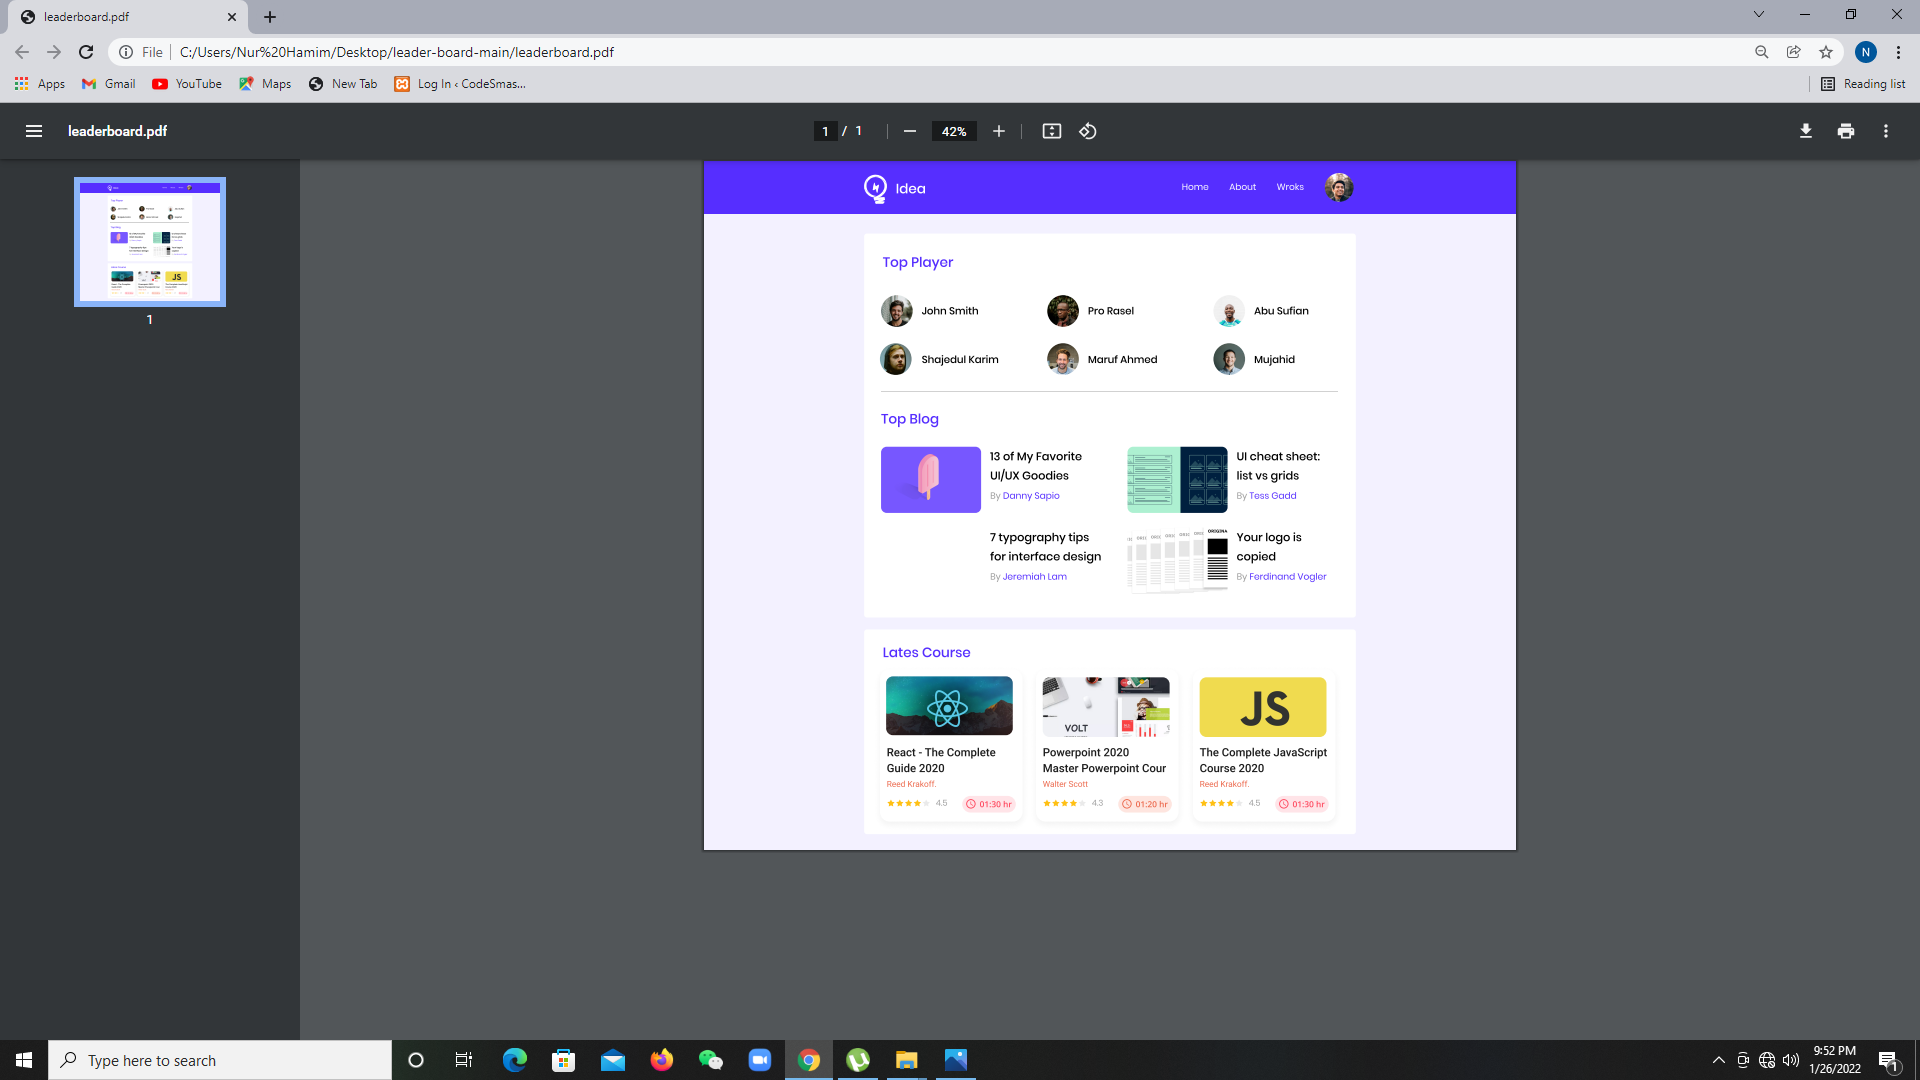 leaderboard.pdf
File
C:/Users/Nur%20Hamim/Desktop/leader-board-main/leaderboard.pdf
N
Apps
Gmail
YouTube
Maps
New Tab
Log In ‹ CodeSmas...
Reading list
leaderboard.pdf
1 / 1
42%
1
Idea
Home
About
Wroks
Top Player
John Smith
Pro Rasel
Abu Sufian
Shajedul Karim
Maruf Ahmed
Mujahid
Top Blog
13 of My Favorite
UI/UX Goodies
By Danny Sapio
UI cheat sheet:
list vs grids
By Tess Gadd
7 typography tips
for interface design
By Jeremiah Lam
ORIGINA
Your logo is
copied
By Ferdinand Vogler
Lates Course
React - The Complete
Guide 2020
Reed Krakoff.
4.5
01:30 hr
VOLT
Powerpoint 2020
Master Powerpoint Cour
Walter Scott
4.3
01:20 hr
JS
The Complete JavaScript
Course 2020
Reed Krakoff.
4.5
01:30 hr
Type here to search
9:52 PM
1/26/2022
1